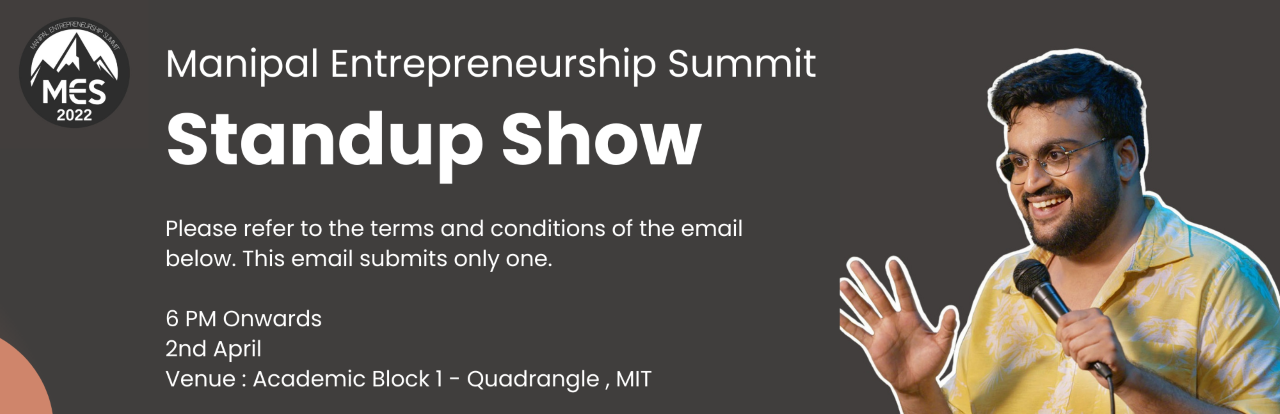 MANIPAL ENTREPRENEURSHIP SUMMIT
MES
2022
Manipal Entrepreneurship Summit
Standup Show
Please refer to the terms and conditions of the email
below. This email submits only one.
6 PM Onwards
2nd April
Venue : Academic Block 1 - Quadrangle , MIT